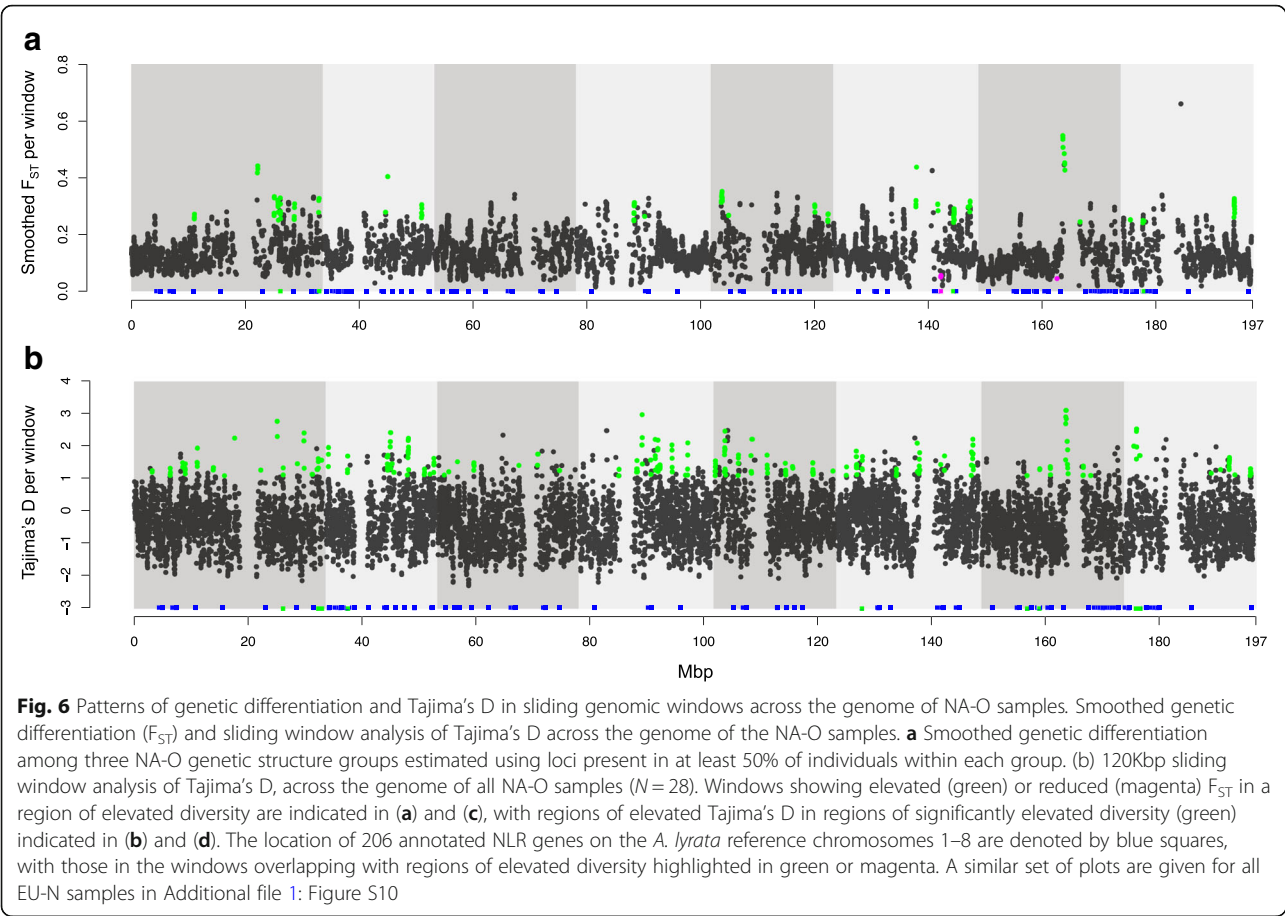 a
0.8
0.6
0.4
0.2
0.0
Smoothed FST per window
0 20 40 60 80 100 120 140 160 180 197
b
4
3
2
1
0
−1
−2
−3
Tajima's D per window
0 20 40 60 80 100 120 140 160 180 197
Mbp
Fig. 6 Patterns of genetic differentiation and Tajima's D in sliding genomic windows across the genome of NA-O samples. Smoothed genetic
differentiation (FST) and sliding window analysis of Tajima's D across the genome of the NA-O samples. a Smoothed genetic differentiation
among three NA-O genetic structure groups estimated using loci present in at least 50% of individuals within each group. (b) 120Kbp sliding
window analysis of Tajima's D, across the genome of all NA-O samples (N = 28). Windows showing elevated (green) or reduced (magenta) FST in a
region of elevated diversity are indicated in (a) and (c), with regions of elevated Tajima's D in regions of significantly elevated diversity (green)
indicated in (b) and (d). The location of 206 annotated NLR genes on the A. lyrata reference chromosomes 1–8 are denoted by blue squares,
with those in the windows overlapping with regions of elevated diversity highlighted in green or magenta. A similar set of plots are given for all
EU-N samples in Additional file 1: Figure S10